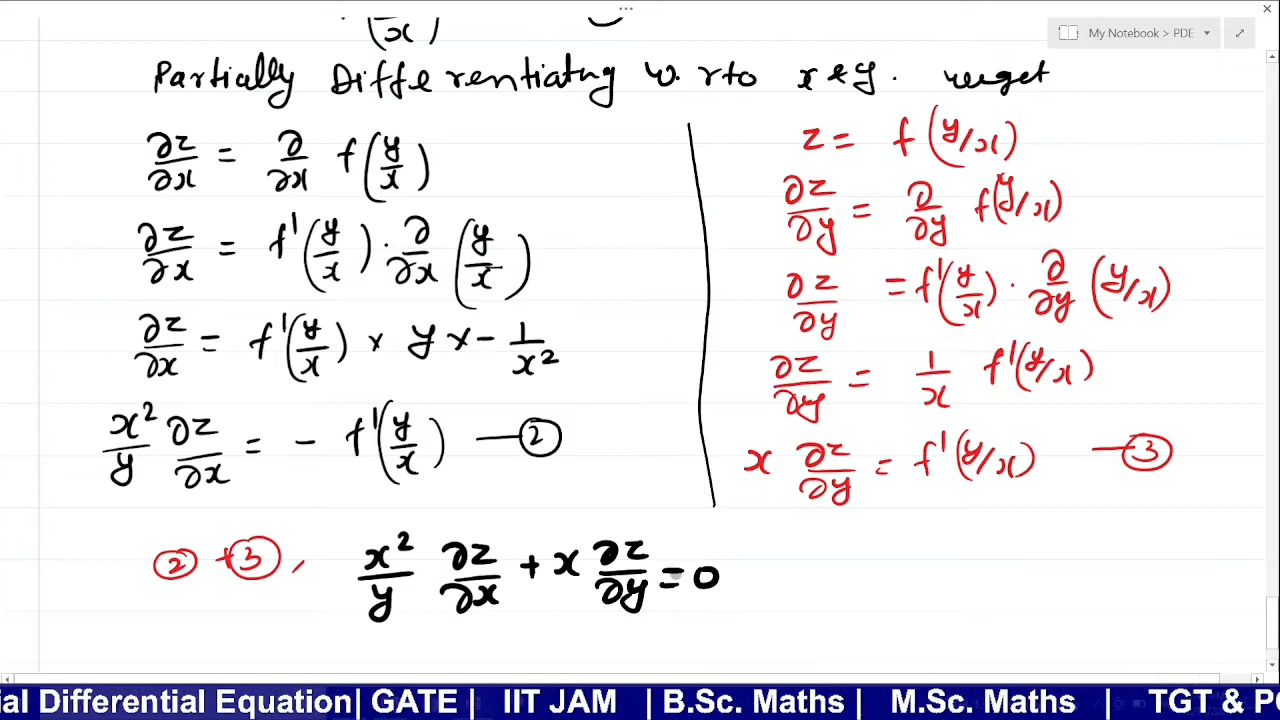 (x)
My Notebook > PDE
Partially Differentiating w. r to x & y. we get
∂z/∂x = ∂/∂x f(y/x)
∂z/∂x = f'(y/x) · ∂/∂x (y/x)
∂z/∂x = f'(y/x) × y × - 1/x²
x²/y ∂z/∂x = - f'(y/x) —②
z = f(y/x)
∂z/∂y = ∂/∂y f(y/x)
∂z/∂y = f'(y/x) · ∂/∂y (y/x)
∂z/∂y = 1/x f'(y/x)
x ∂z/∂y = f'(y/x) —③
② + ③, x²/y ∂z/∂x + x ∂z/∂y = 0
ial Differential Equation| GATE | IIT JAM | B.Sc. Maths | M.Sc. Maths | TGT & P